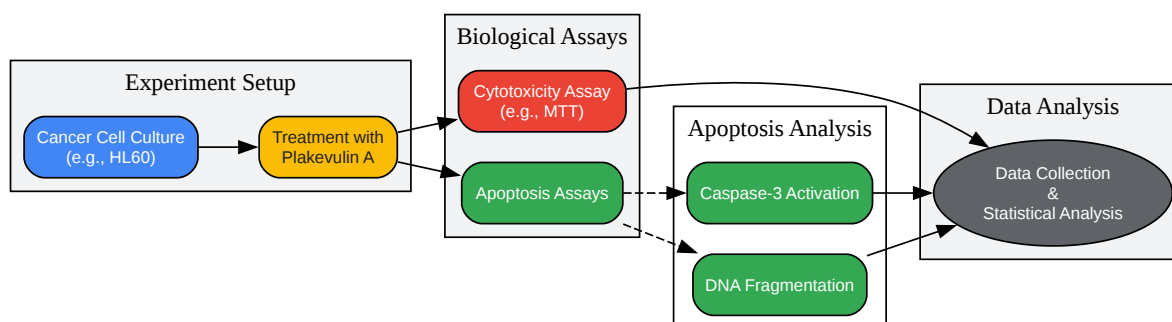 Experiment Setup
Cancer Cell Culture
(e.g., HL60)
Treatment with
Plakevulin A
Biological Assays
Cytotoxicity Assay
(e.g., MTT)
Apoptosis Assays
Apoptosis Analysis
Caspase-3 Activation
DNA Fragmentation
Data Analysis
Data Collection
&
Statistical Analysis